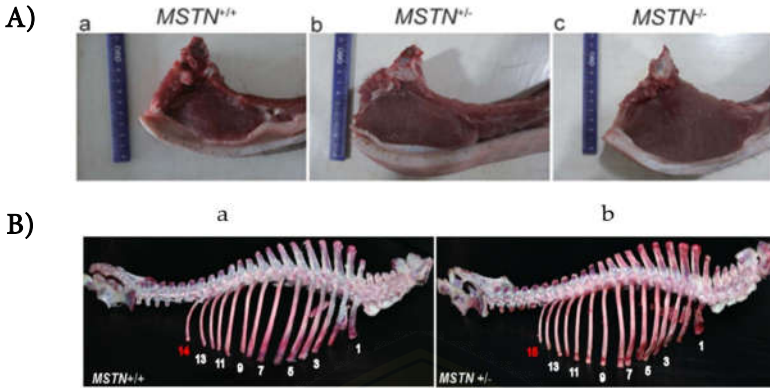 A)
MSTN+/+
MSTN+/-
MSTN-/-
a
b
c
B)
a
b
14
13
11
9
7
5
3
1
MSTN+/+
15
13
11
9
7
5
3
1
MSTN +/-